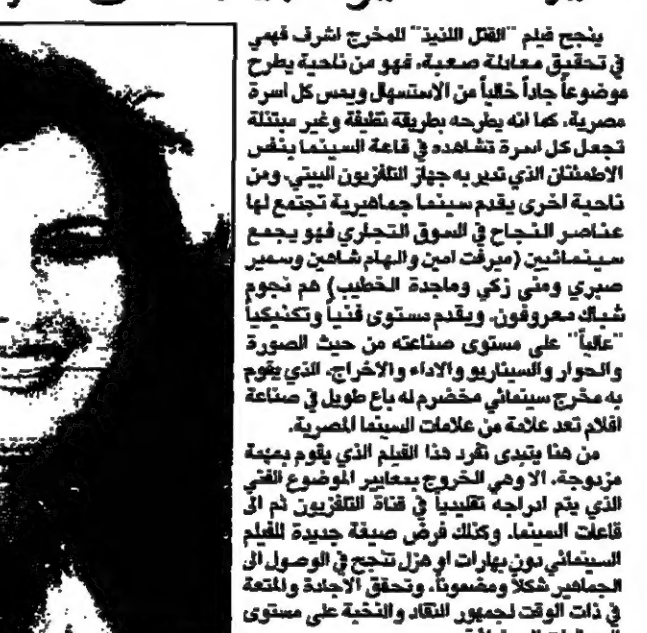 ينجح فيلم "القتل اللذيذ" للمخرج اشرف فهمي
في تحقيق معادلة صعبة، فهو من ناحية يطرح
موضوعاً جاداً خالياً من الاستسهال ويمس كل اسرة
مصرية، كما انه يطرحه بطريقة نظيفة وغير مبتذلة
تجعل كل اسرة تشاهده في قاعة السينما بنفس
الاطمئنان الذي تدير به جهاز التلفزيون البيتي، ومن
ناحية اخرى يقدم سينما جماهيرية تجتمع لها
عناصر النجاح في السوق التجاري فهو يجمع
سينمائيين (ميرفت امين والهام شاهين وسمير
صبري ومنى زكي وماجدة الخطيب) هم نجوم
شباك معروفون، ويقدم مستوى فنياً وتكنيكياً
"عالياً" على مستوى صناعته من حيث الصورة
والحوار والسيناريو والاداء والاخراج، الذي يقوم
به مخرج سينمائي مخضرم له باع طويل في صناعة
افلام تعد علامة من علامات السينما المصرية.
من هنا يتبدى تفرد هذا الفيلم الذي يقوم بمهمة
مزدوجة، الا وهي الخروج بمعايير الموضوع الفني
الذي يتم ادراجه تقليدياً في قناة التلفزيون ثم الى
قاعات السينما، وكذلك فرض صيغة جديدة للفيلم
السينمائي دون بهارات او هزل تنجح في الوصول الى
الجماهير شكلاً ومضموناً، وتحقق الاجادة والمتعة
في ذات الوقت لجمهور النقاد والنخبة على مستوى